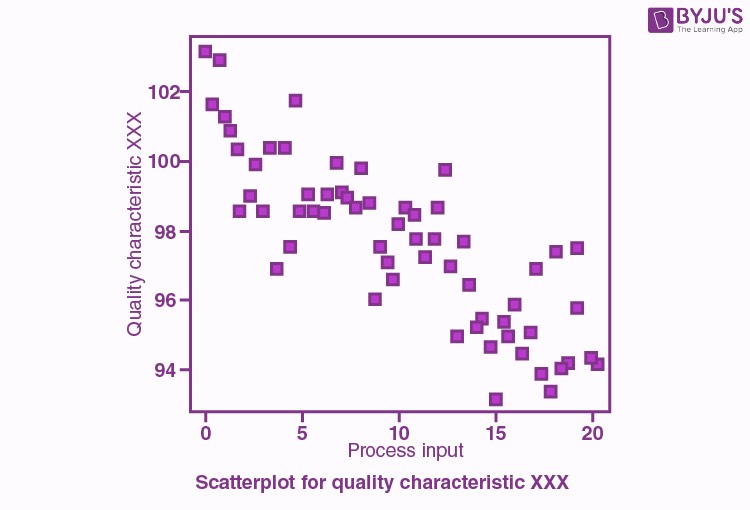 BYJU'S
The Learning App
Quality characteristic XXX
102
100
98
96
94
0 5 10 15 20
Process input
Scatterplot for quality characteristic XXX